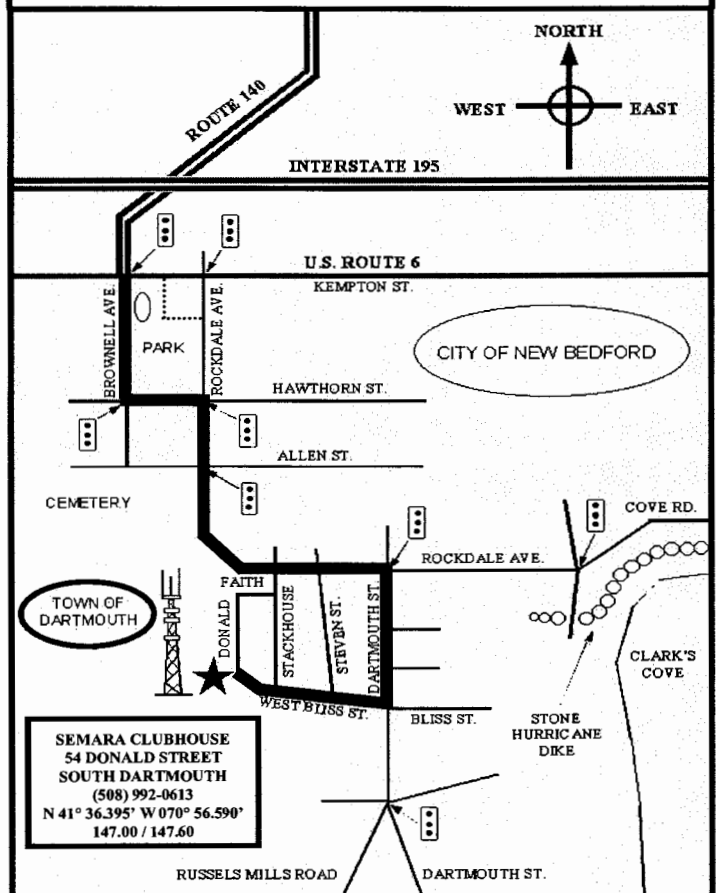 NORTH
WEST
EAST
ROUTE 140
INTERSTATE 195
U.S. ROUTE 6
KEMPTON ST.
BROWNELL AVE.
PARK
ROCKDALE AVE.
CITY OF NEW BEDFORD
HAWTHORN ST.
ALLEN ST.
CEMETERY
COVE RD.
ROCKDALE AVE.
FAITH
TOWN OF
DARTMOUTH
DONALD
STACKHOUSE
STEVEN ST.
DARTMOUTH ST.
CLARK'S
COVE
WEST BLISS ST.
BLISS ST.
STONE
HURRICANE
DIKE
SEMARA CLUBHOUSE
54 DONALD STREET
SOUTH DARTMOUTH
(508) 992-0613
N 41° 36.395' W 070° 56.590'
147.00 / 147.60
RUSSELS MILLS ROAD
DARTMOUTH ST.